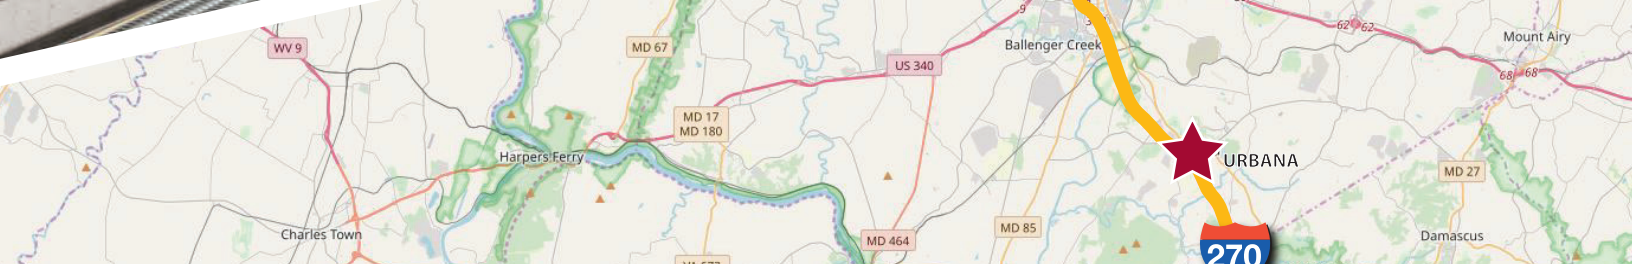 9
62
62
WV 9
MD 67
Ballenger Creek
Mount Airy
US 340
68
68
MD 17
MD 180
Harpers Ferry
URBANA
MD 27
Charles Town
MD 464
MD 85
Damascus
270